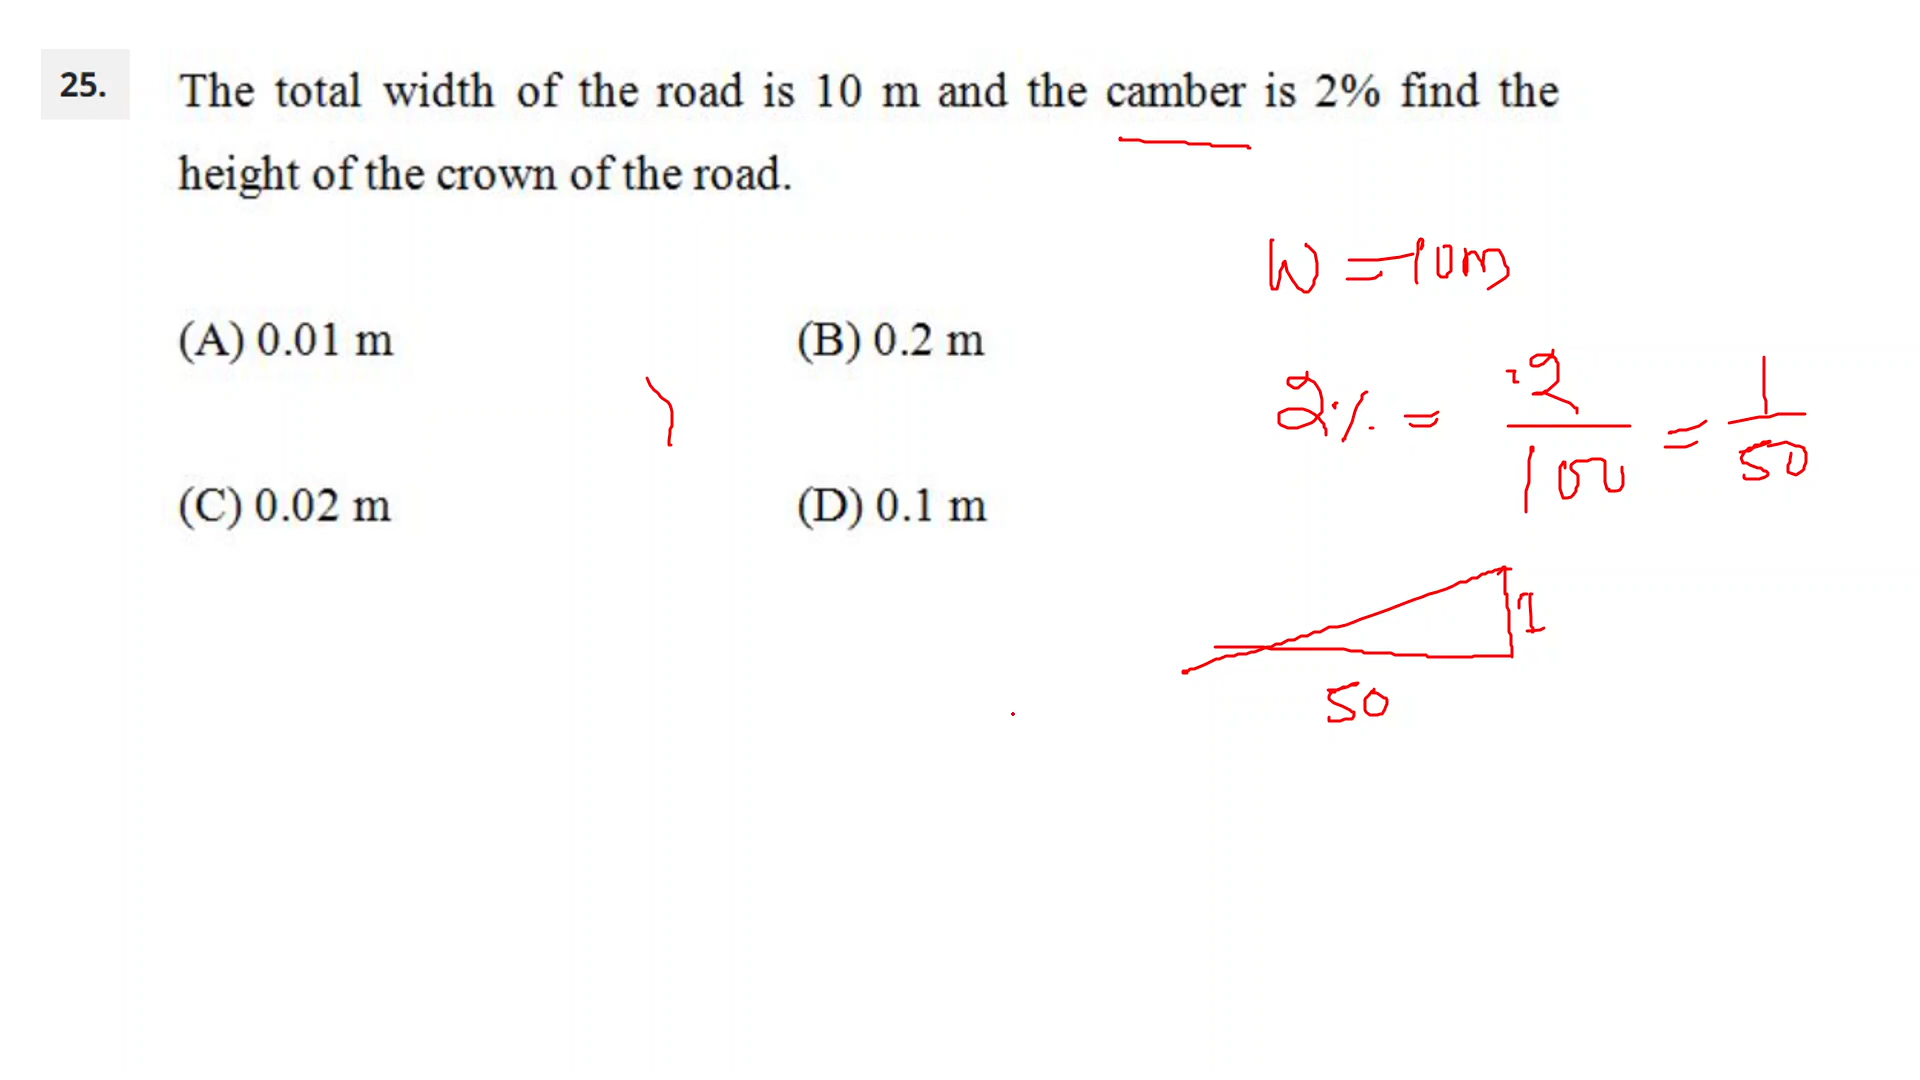 25. The total width of the road is 10 m and the camber is 2% find the
height of the crown of the road.
W = 10m
(A) 0.01 m (B) 0.2 m
2% = 2/100 = 1/50
(C) 0.02 m (D) 0.1 m
1
50